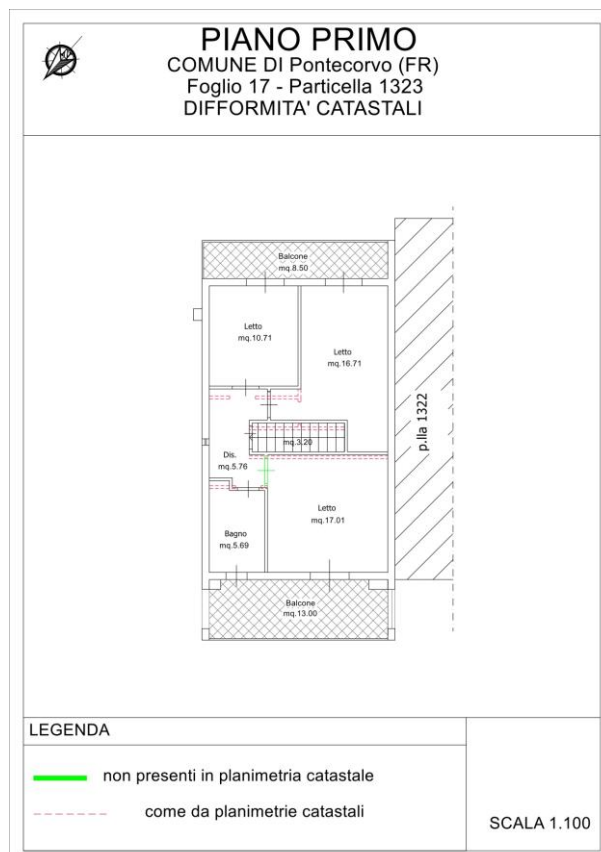 PIANO PRIMO
COMUNE DI Pontecorvo (FR)
Foglio 17 - Particella 1323
DIFFORMITA' CATASTALI
Balcone
mq.8.50
Letto
mq.10.71
Letto
mq.16.71
p.lla 1322
mq.3.20
Dis.
mq.5.76
Letto
mq.17.01
Bagno
mq.5.69
Balcone
mq.13.00
LEGENDA
non presenti in planimetria catastale
come da planimetrie catastali
SCALA 1.100